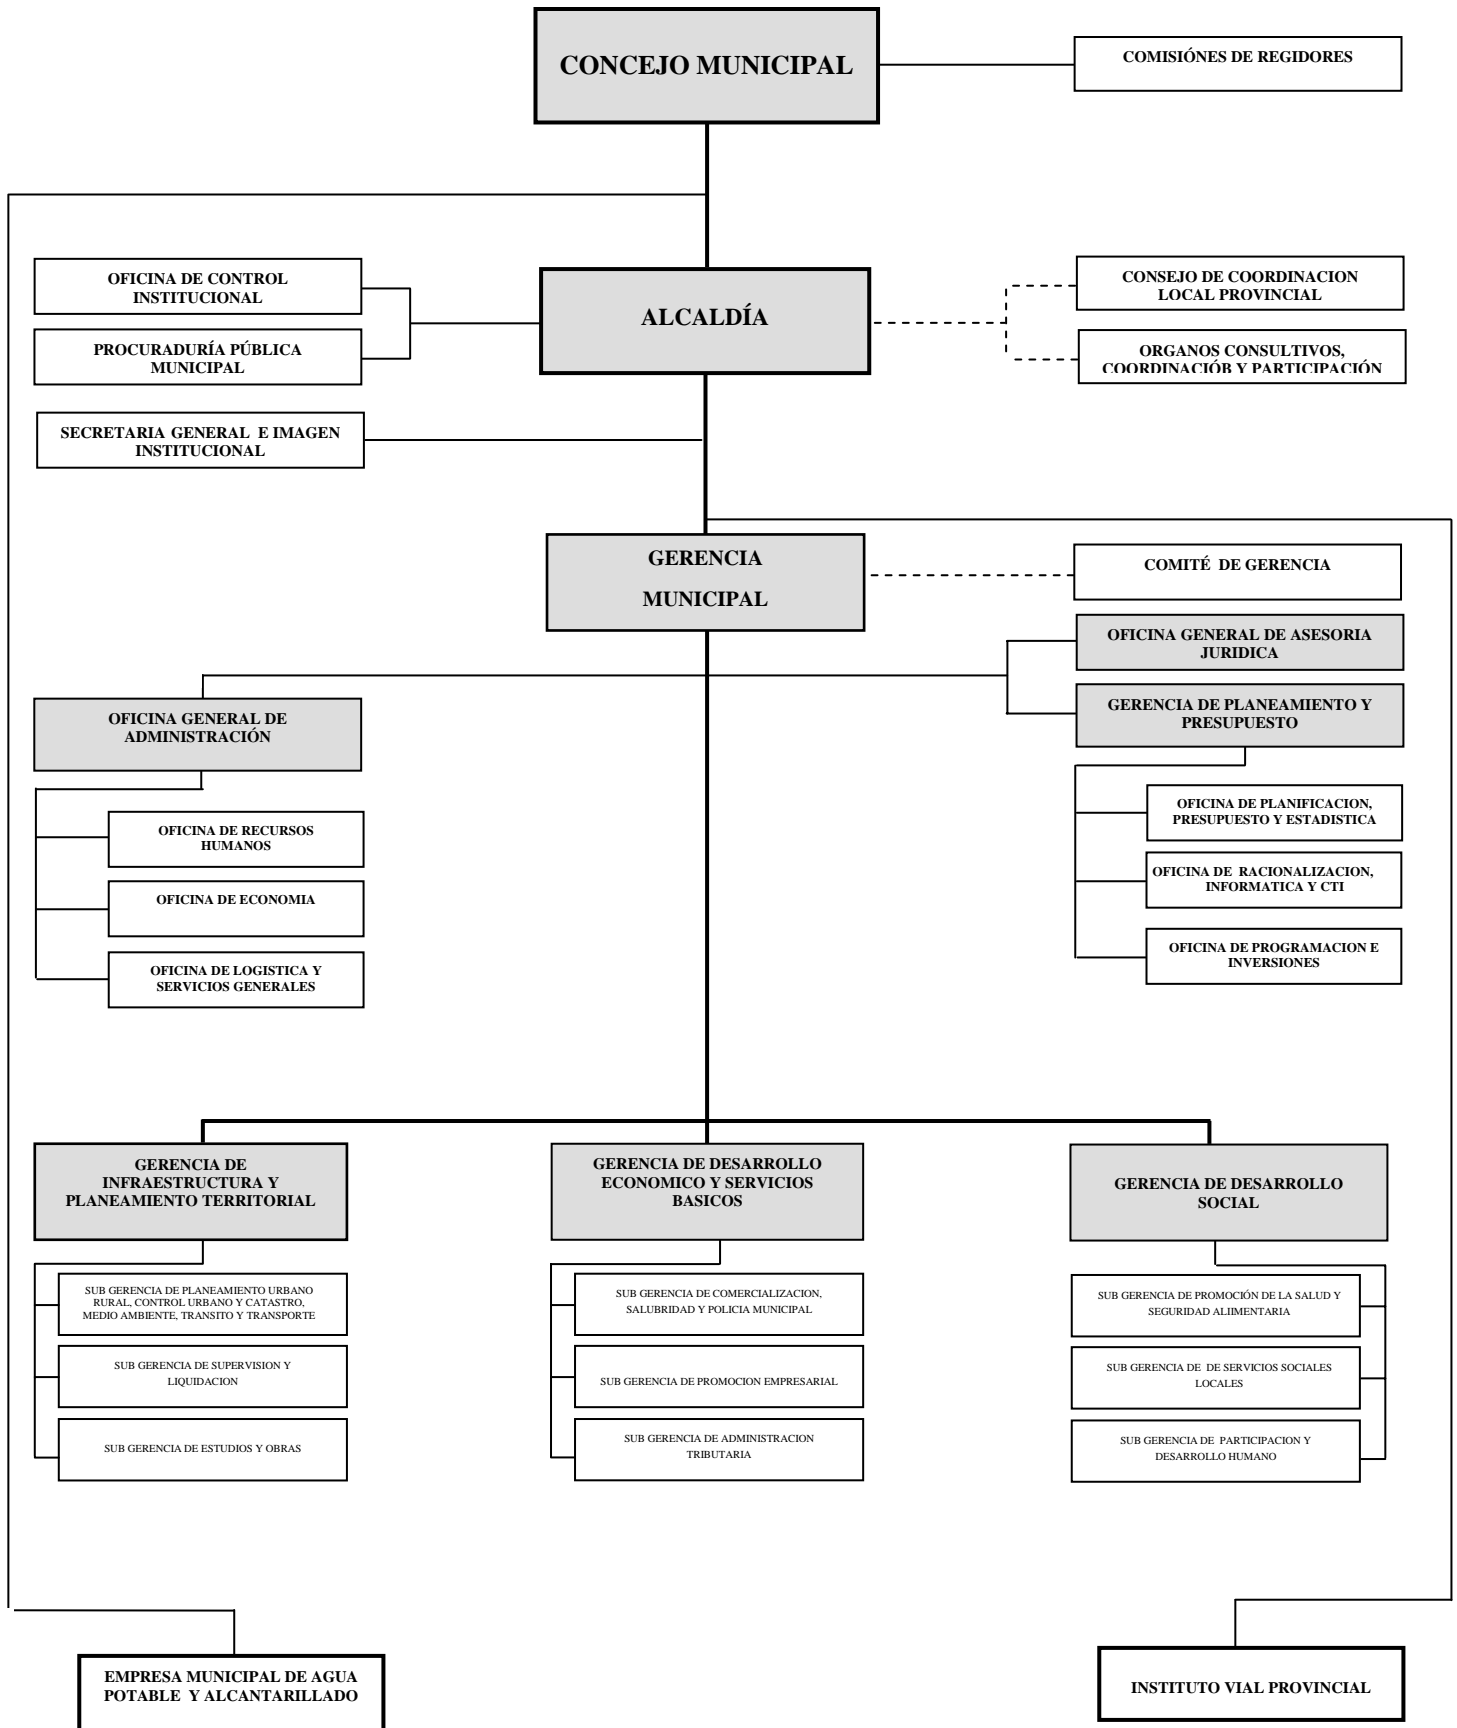 CONCEJO MUNICIPAL
COMISIÓNES DE REGIDORES
OFICINA DE CONTROL
INSTITUCIONAL
ALCALDÍA
CONSEJO DE COORDINACION
LOCAL PROVINCIAL
PROCURADURÍA PÚBLICA
MUNICIPAL
ORGANOS CONSULTIVOS,
COORDINACIÓB Y PARTICIPACIÓN
SECRETARIA GENERAL E IMAGEN
INSTITUCIONAL
GERENCIA
MUNICIPAL
COMITÉ DE GERENCIA
OFICINA GENERAL DE ASESORIA
JURIDICA
OFICINA GENERAL DE
ADMINISTRACIÓN
GERENCIA DE PLANEAMIENTO Y
PRESUPUESTO
OFICINA DE RECURSOS
HUMANOS
OFICINA DE ECONOMIA
OFICINA DE LOGISTICA Y
SERVICIOS GENERALES
OFICINA DE PLANIFICACION,
PRESUPUESTO Y ESTADISTICA
OFICINA DE RACIONALIZACION,
INFORMATICA Y CTI
OFICINA DE PROGRAMACION E
INVERSIONES
GERENCIA DE
INFRAESTRUCTURA Y
PLANEAMIENTO TERRITORIAL
SUB GERENCIA DE PLANEAMIENTO URBANO
RURAL, CONTROL URBANO Y CATASTRO,
MEDIO AMBIENTE, TRANSITO Y TRANSPORTE
SUB GERENCIA DE SUPERVISION Y
LIQUIDACION
SUB GERENCIA DE ESTUDIOS Y OBRAS
GERENCIA DE DESARROLLO
ECONOMICO Y SERVICIOS
BASICOS
SUB GERENCIA DE COMERCIALIZACION,
SALUBRIDAD Y POLICIA MUNICIPAL
SUB GERENCIA DE PROMOCION EMPRESARIAL
SUB GERENCIA DE ADMINISTRACION
TRIBUTARIA
GERENCIA DE DESARROLLO
SOCIAL
SUB GERENCIA DE PROMOCIÓN DE LA SALUD Y
SEGURIDAD ALIIMENTARIA
SUB GERENCIA DE DE SERVICIOS SOCIALES
LOCALES
SUB GERENCIA DE PARTICIPACION Y
DESARROLLO HUMANO
EMPRESA MUNICIPAL DE AGUA
POTABLE Y ALCANTARILLADO
INSTITUTO VIAL PROVINCIAL